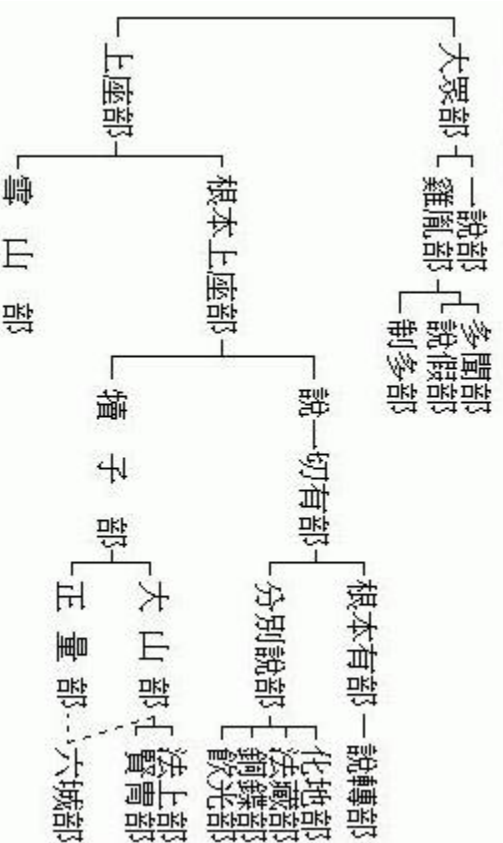 大眾部
一說部
雞胤部
多聞部
說假部
制多部
上座部
根本上座部
說一切有部
根本有部
說轉部
分別說部
化地部
法藏部
銅鍱部
飲光部
犢子部
大山部
法上部
賢冑部
正量部
六城部
雪山部